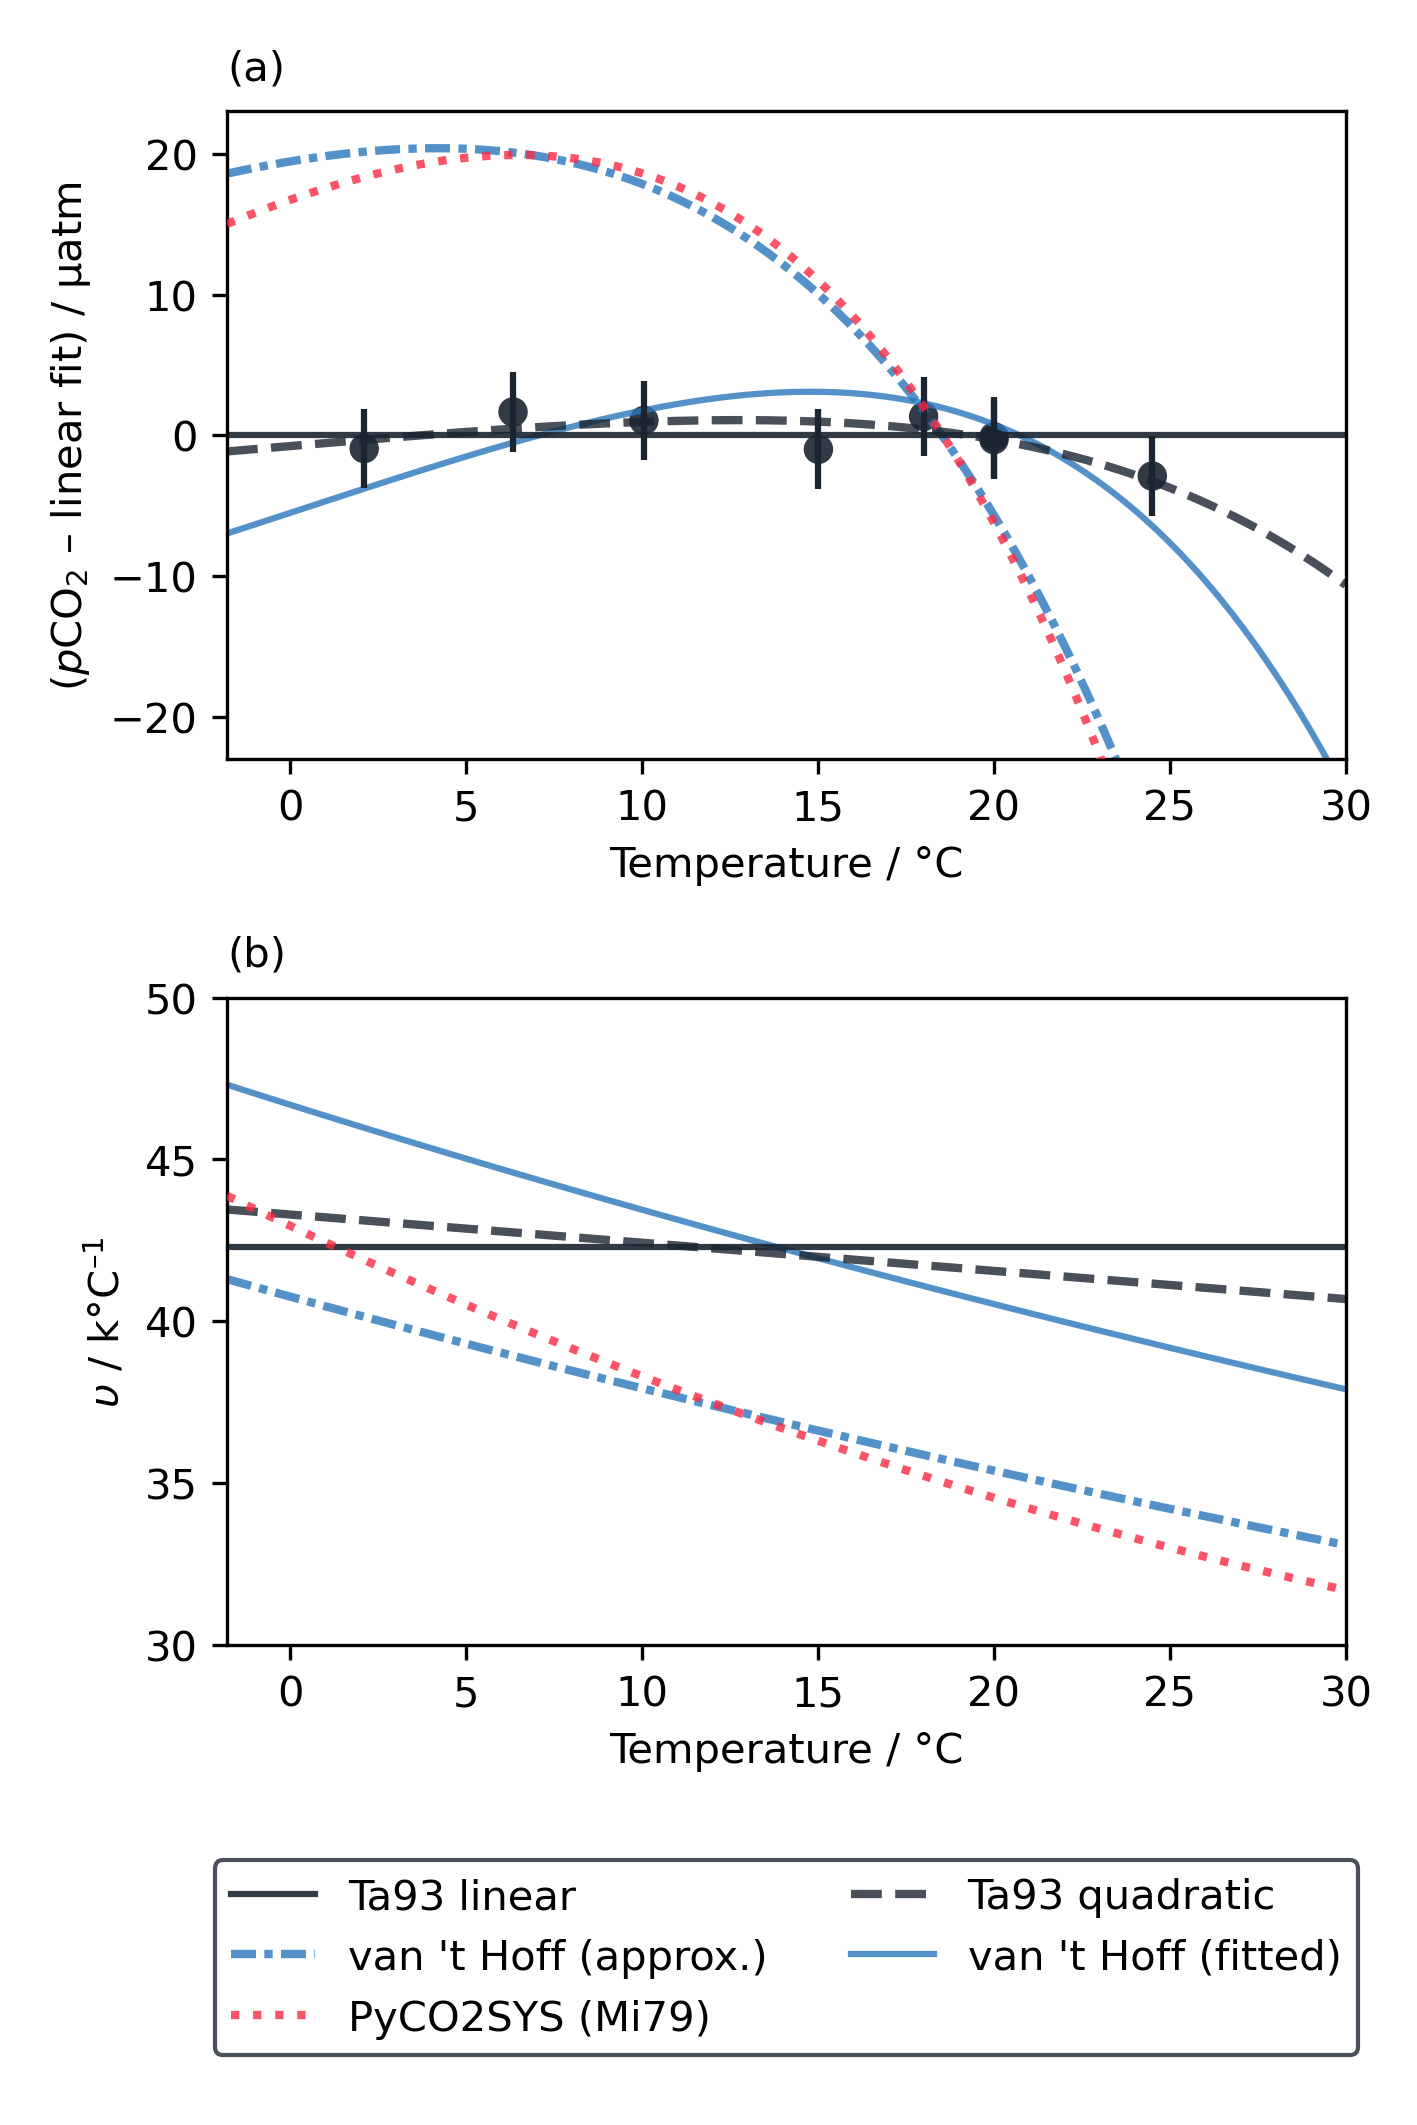 (a)
20
10
0
−10
−20
(pCO₂ – linear fit) / µatm
0 5 10 15 20 25 30
Temperature / °C
(b)
50
45
40
35
30
υ / k°C⁻¹
0 5 10 15 20 25 30
Temperature / °C
Ta93 linear
van 't Hoff (approx.)
PyCO2SYS (Mi79)
Ta93 quadratic
van 't Hoff (fitted)